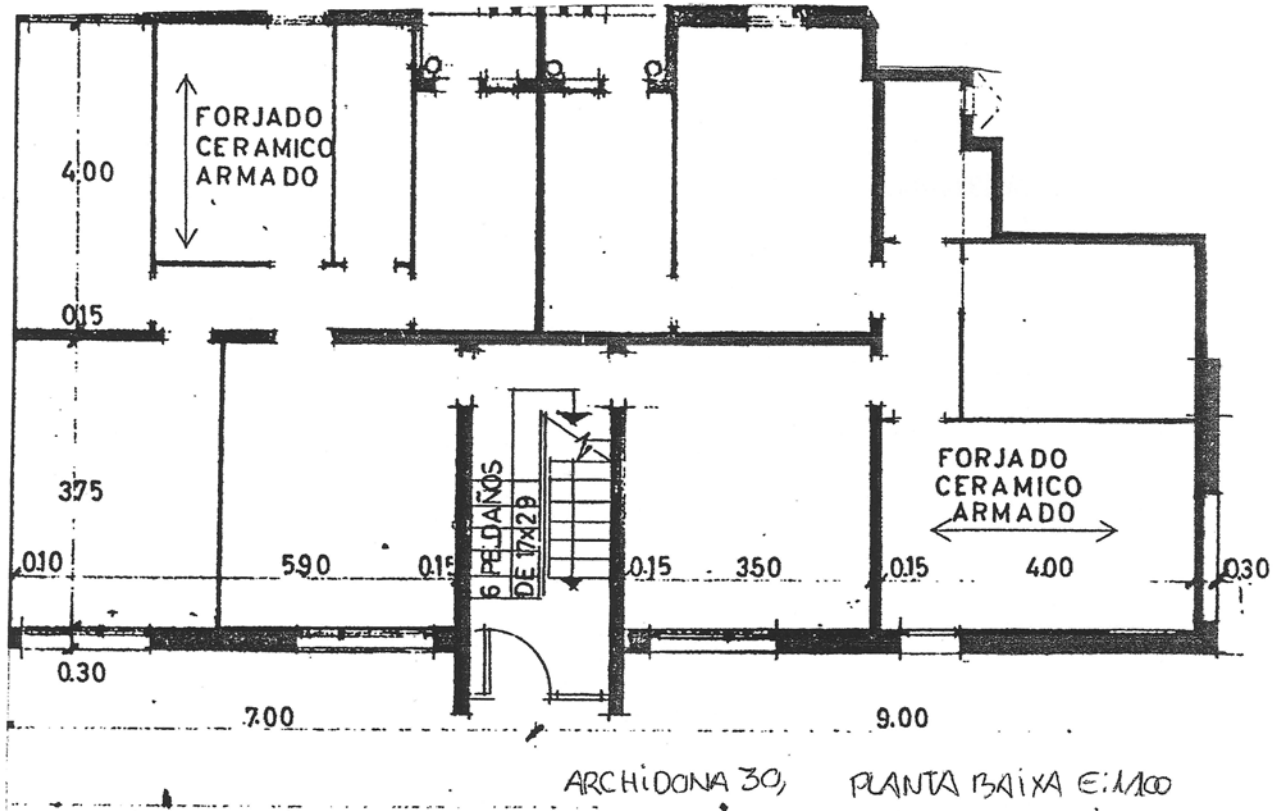 FORJADO
CERAMICO
ARMADO
4.00
0.15
3.75
0.10
5.90
0.15
6 PELDAÑOS
DE 17x29
0.15
3.50
0.15
FORJADO
CERAMICO
ARMADO
4.00
0.30
0.30
7.00
9.00
ARCHiDONA 30, PLANTA BAiXA E:1/100